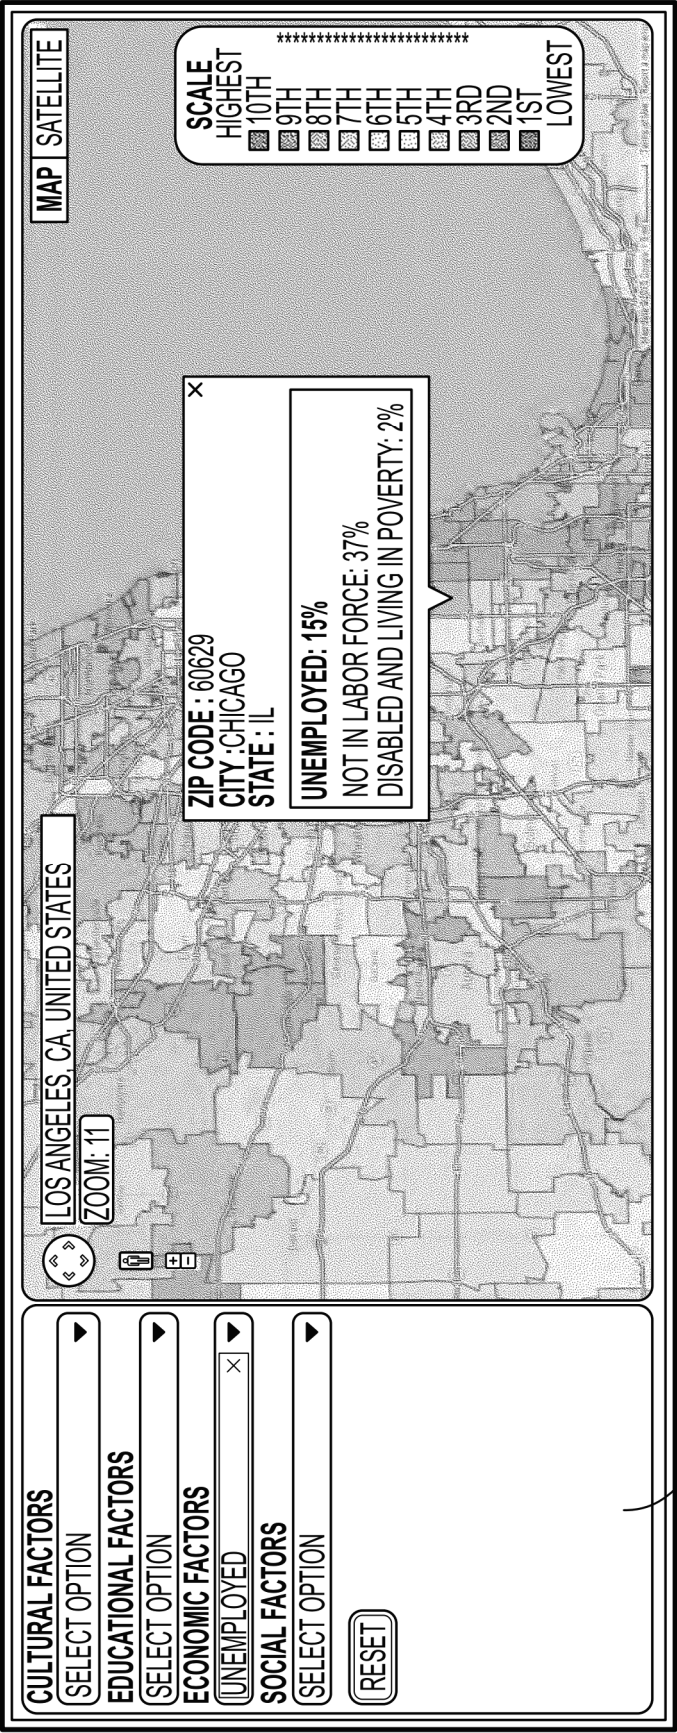 CULTURAL FACTORS
SELECT OPTION
EDUCATIONAL FACTORS
SELECT OPTION
ECONOMIC FACTORS
UNEMPLOYED ×
SOCIAL FACTORS
SELECT OPTION
RESET
LOS ANGELES, CA, UNITED STATES
ZOOM: 11
+
−
ZIP CODE : 60629
CITY :CHICAGO
STATE : IL
×
UNEMPLOYED: 15%
NOT IN LABOR FORCE: 37%
DISABLED AND LIVING IN POVERTY: 2%
MAP SATELLITE
SCALE
HIGHEST
10TH
9TH
8TH
7TH
6TH
5TH
4TH
3RD
2ND
1ST
LOWEST